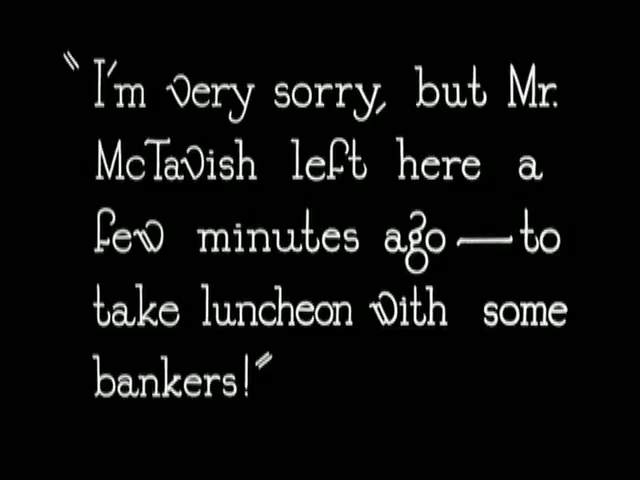 "I'm very sorry, but Mr.
McTavish left here a
few minutes ago — to
take luncheon with some
bankers!"